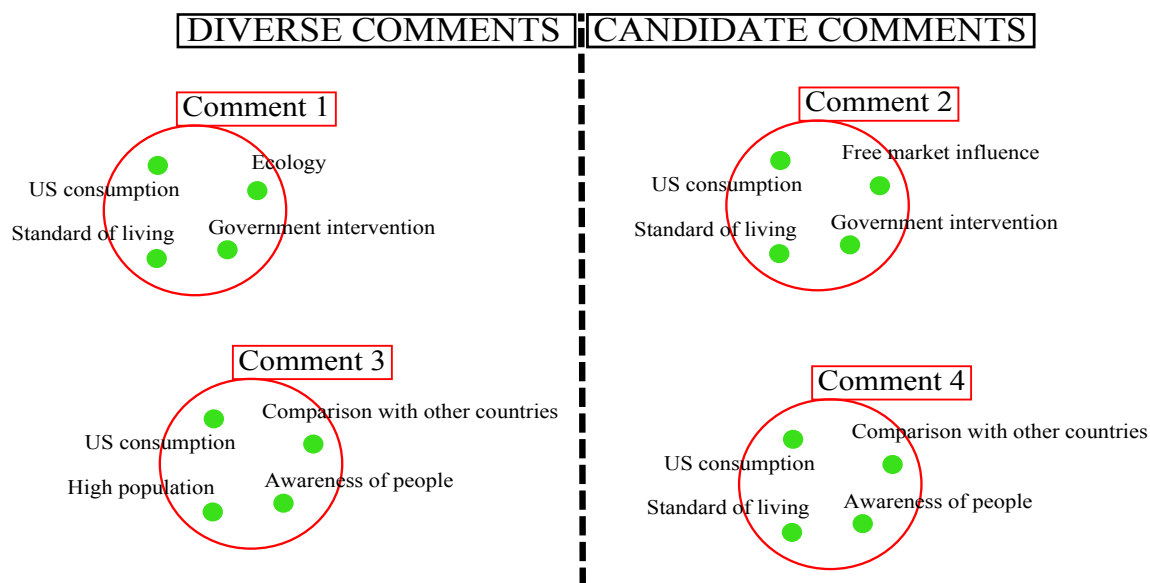 DIVERSE COMMENTS
CANDIDATE COMMENTS
Comment 1
Ecology
US consumption
Standard of living
Government intervention
Comment 2
Free market influence
US consumption
Standard of living
Government intervention
Comment 3
Comparison with other countries
US consumption
High population
Awareness of people
Comment 4
Comparison with other countries
US consumption
Standard of living
Awareness of people